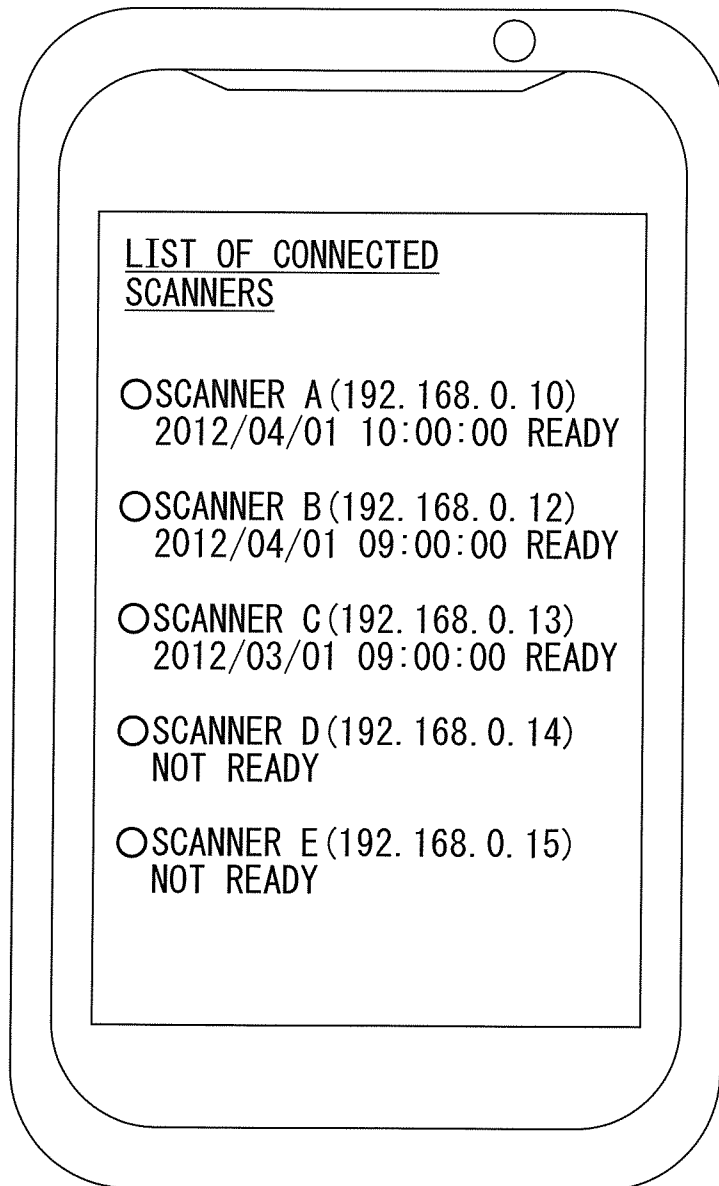 LIST OF CONNECTED
SCANNERS
○SCANNER A(192.168.0.10)
2012/04/01 10:00:00 READY
○SCANNER B(192.168.0.12)
2012/04/01 09:00:00 READY
○SCANNER C(192.168.0.13)
2012/03/01 09:00:00 READY
○SCANNER D(192.168.0.14)
NOT READY
○SCANNER E(192.168.0.15)
NOT READY